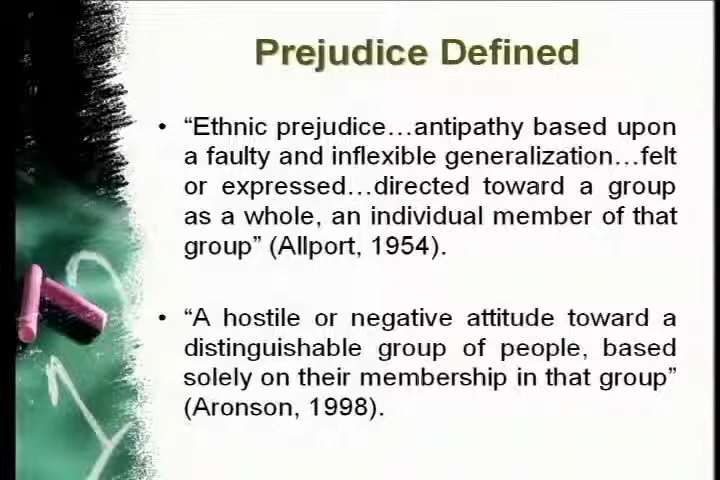 Prejudice Defined
• “Ethnic prejudice…antipathy based upon
a faulty and inflexible generalization…felt
or expressed…directed toward a group
as a whole, an individual member of that
group” (Allport, 1954).
• “A hostile or negative attitude toward a
distinguishable group of people, based
solely on their membership in that group”
(Aronson, 1998).